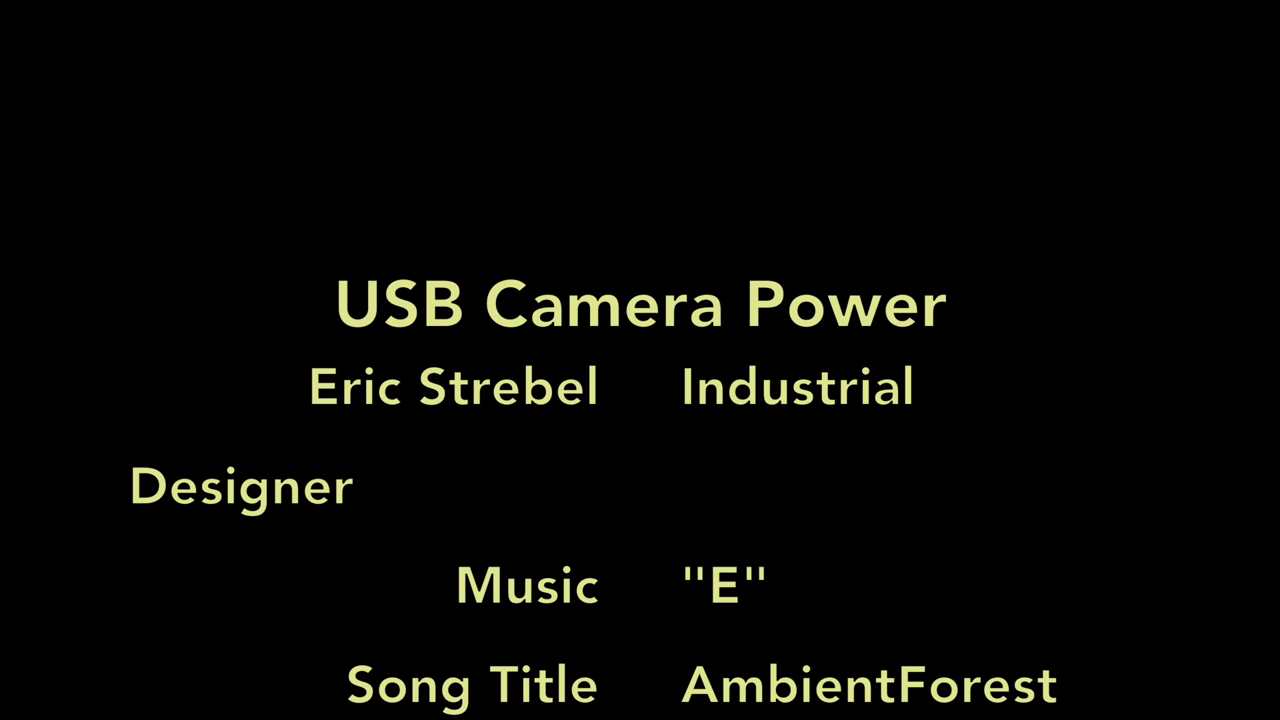 USB Camera Power
Eric Strebel Industrial
Designer
Music "E"
Song Title AmbientForest